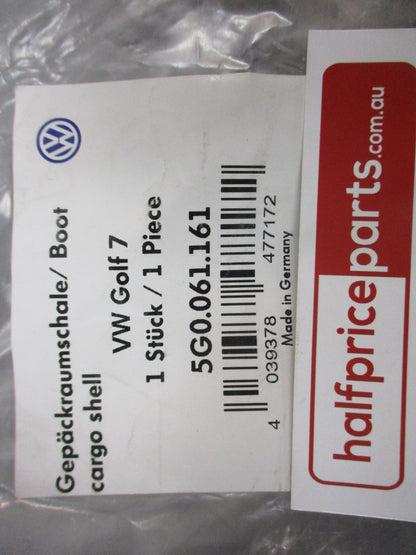 Gepäckraumschale/ Boot
cargo shell
VW Golf 7
1 Stück / 1 Piece
5G0.061.161
4 039378 477172
Made in Germany
halfpriceparts.com.au